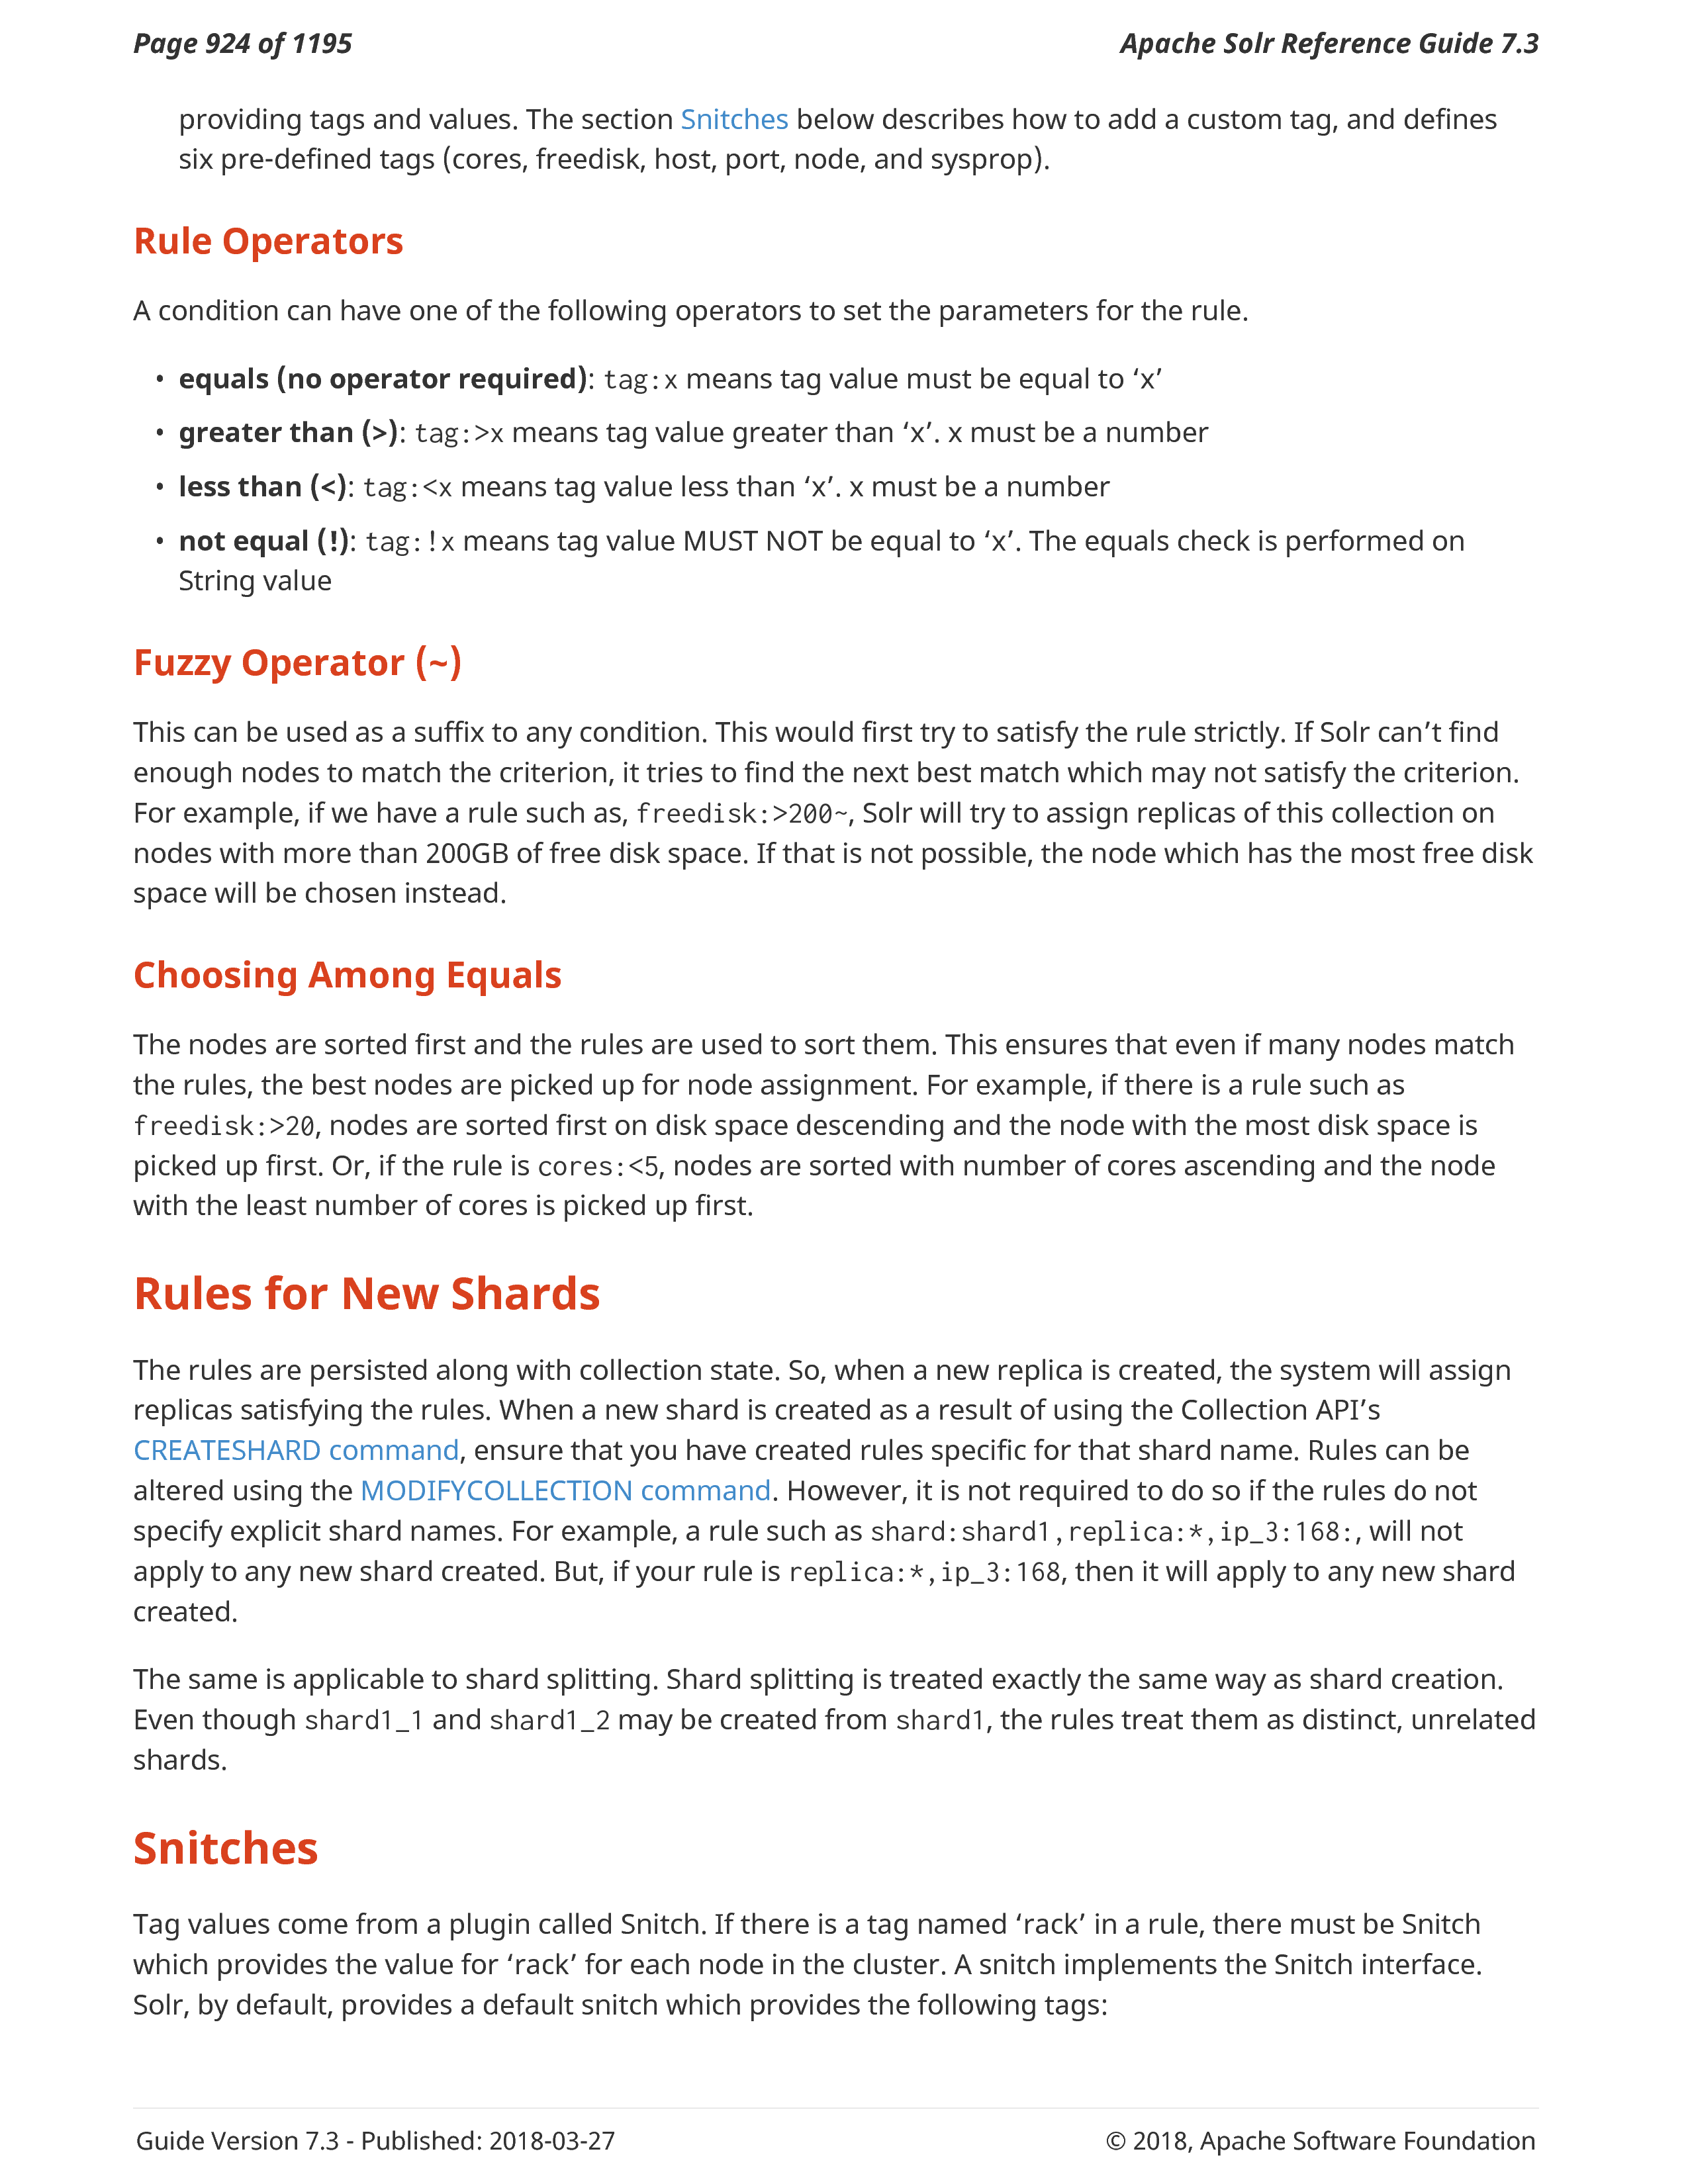 Page 924 of 1195
Apache Solr Reference Guide 7.3
providing tags and values. The section Snitches below describes how to add a custom tag, and defines
six pre-defined tags (cores, freedisk, host, port, node, and sysprop).
Rule Operators
A condition can have one of the following operators to set the parameters for the rule.
• equals (no operator required): tag:x means tag value must be equal to ‘x’
• greater than (>): tag:>x means tag value greater than ‘x’. x must be a number
• less than (<): tag:<x means tag value less than ‘x’. x must be a number
• not equal (!): tag:!x means tag value MUST NOT be equal to ‘x’. The equals check is performed on
String value
Fuzzy Operator (~)
This can be used as a suffix to any condition. This would first try to satisfy the rule strictly. If Solr can’t find
enough nodes to match the criterion, it tries to find the next best match which may not satisfy the criterion.
For example, if we have a rule such as, freedisk:>200~, Solr will try to assign replicas of this collection on
nodes with more than 200GB of free disk space. If that is not possible, the node which has the most free disk
space will be chosen instead.
Choosing Among Equals
The nodes are sorted first and the rules are used to sort them. This ensures that even if many nodes match
the rules, the best nodes are picked up for node assignment. For example, if there is a rule such as
freedisk:>20, nodes are sorted first on disk space descending and the node with the most disk space is
picked up first. Or, if the rule is cores:<5, nodes are sorted with number of cores ascending and the node
with the least number of cores is picked up first.
Rules for New Shards
The rules are persisted along with collection state. So, when a new replica is created, the system will assign
replicas satisfying the rules. When a new shard is created as a result of using the Collection API’s
CREATESHARD command, ensure that you have created rules specific for that shard name. Rules can be
altered using the MODIFYCOLLECTION command. However, it is not required to do so if the rules do not
specify explicit shard names. For example, a rule such as shard:shard1,replica:*,ip_3:168:, will not
apply to any new shard created. But, if your rule is replica:*,ip_3:168, then it will apply to any new shard
created.
The same is applicable to shard splitting. Shard splitting is treated exactly the same way as shard creation.
Even though shard1_1 and shard1_2 may be created from shard1, the rules treat them as distinct, unrelated
shards.
Snitches
Tag values come from a plugin called Snitch. If there is a tag named ‘rack’ in a rule, there must be Snitch
which provides the value for ‘rack’ for each node in the cluster. A snitch implements the Snitch interface.
Solr, by default, provides a default snitch which provides the following tags:
Guide Version 7.3 - Published: 2018-03-27
© 2018, Apache Software Foundation